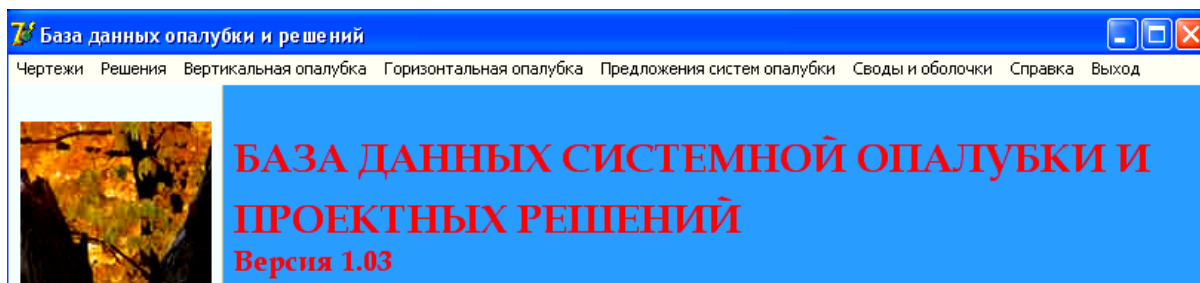 База данных опалубки и решений
Чертежи Решения Вертикальная опалубка Горизонтальная опалубка Предложения систем опалубки Своды и оболочки Справка Выход
БАЗА ДАННЫХ СИСТЕМНОЙ ОПАЛУБКИ И
ПРОЕКТНЫХ РЕШЕНИЙ
Версия 1.03